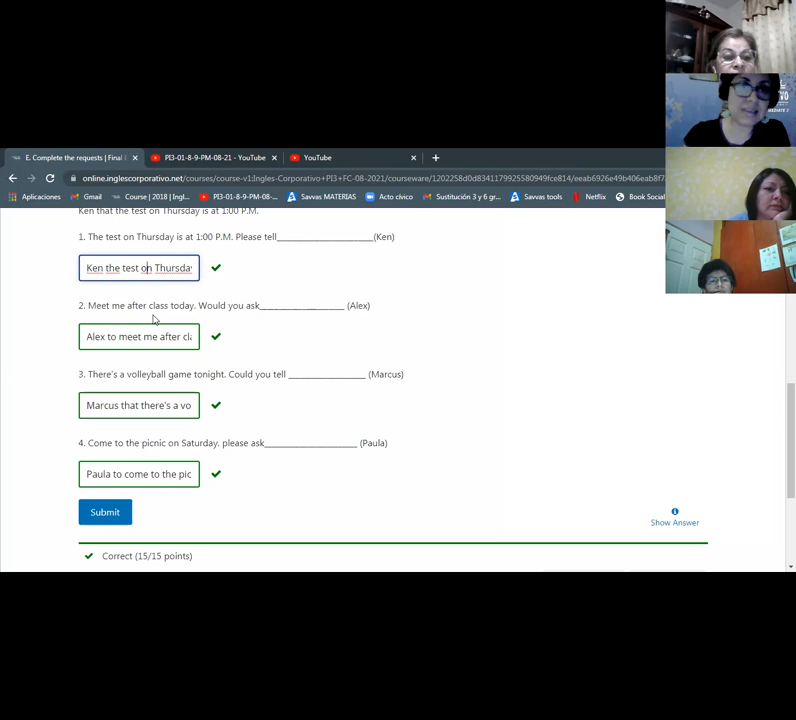 E. Complete the requests | Final E
PI3-01-8-9-PM-08-21 - YouTube
YouTube
online.inglescorporativo.net/courses/course-v1:Ingles-Corporativo+PI3+FC-08-2021/courseware/1202258d0d8341179925580949fce814/eeab6926e49b406eab8f7
Aplicaciones
Gmail
Course | 2018 | Ingl...
PI3-01-8-9-PM-08-...
Savvas MATERIAS
Acto cívico
Sustitución 3 y 6 gr...
Savvas tools
Netflix
Book Social
Ken that the test on Thursday is at 1:00 P.M.
1. The test on Thursday is at 1:00 P.M. Please tell____________________(Ken)
Ken the test on Thursday
2. Meet me after class today. Would you ask__________________ (Alex)
Alex to meet me after cla
3. There's a volleyball game tonight. Could you tell ________________ (Marcus)
Marcus that there's a vo
4. Come to the picnic on Saturday. please ask___________________ (Paula)
Paula to come to the pic
Submit
Show Answer
Correct (15/15 points)